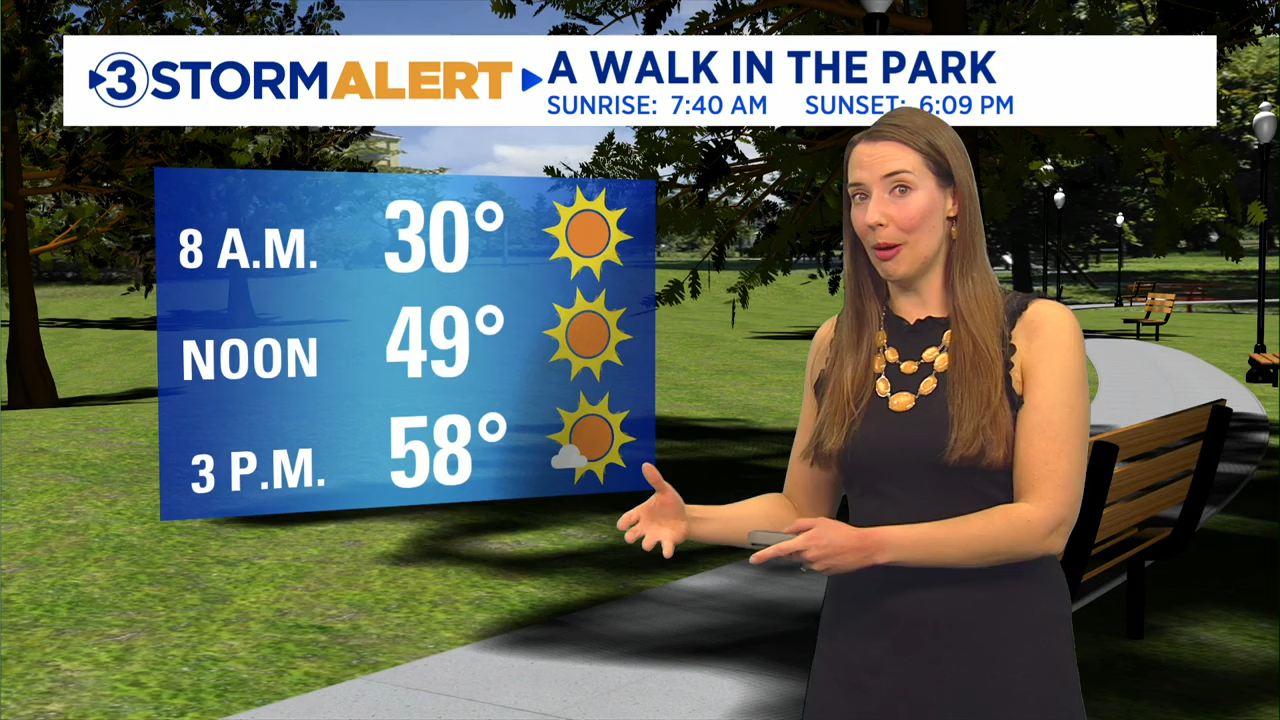 3 STORMALERT
A WALK IN THE PARK
SUNRISE: 7:40 AM SUNSET: 6:09 PM
8 A.M. 30°
NOON 49°
3 P.M. 58°